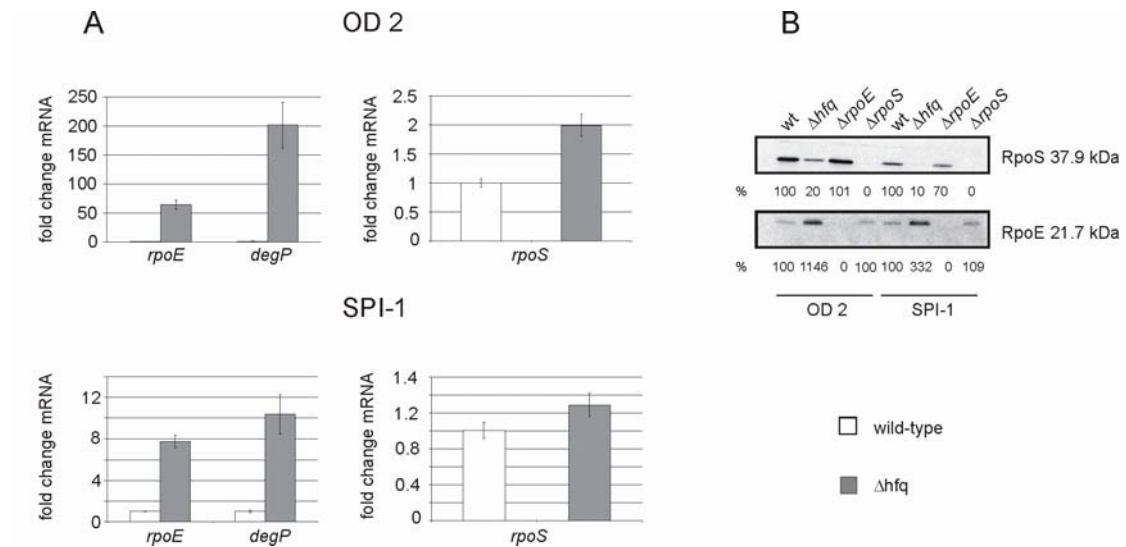 A
OD 2
fold change mRNA
250
200
150
100
50
0
rpoE degP
fold change mRNA
2.5
2
1.5
1
0.5
0
rpoS
SPI-1
fold change mRNA
12
8
4
0
rpoE degP
fold change mRNA
1.4
1.2
0.8
0.4
0
rpoS
B
wt Δhfq ΔrpoE ΔrpoS wt Δhfq ΔrpoE ΔrpoS
RpoS 37.9 kDa
% 100 20 101 0 100 10 70 0
RpoE 21.7 kDa
% 100 1146 0 100 100 332 0 109
OD 2 SPI-1
wild-type
Δhfq